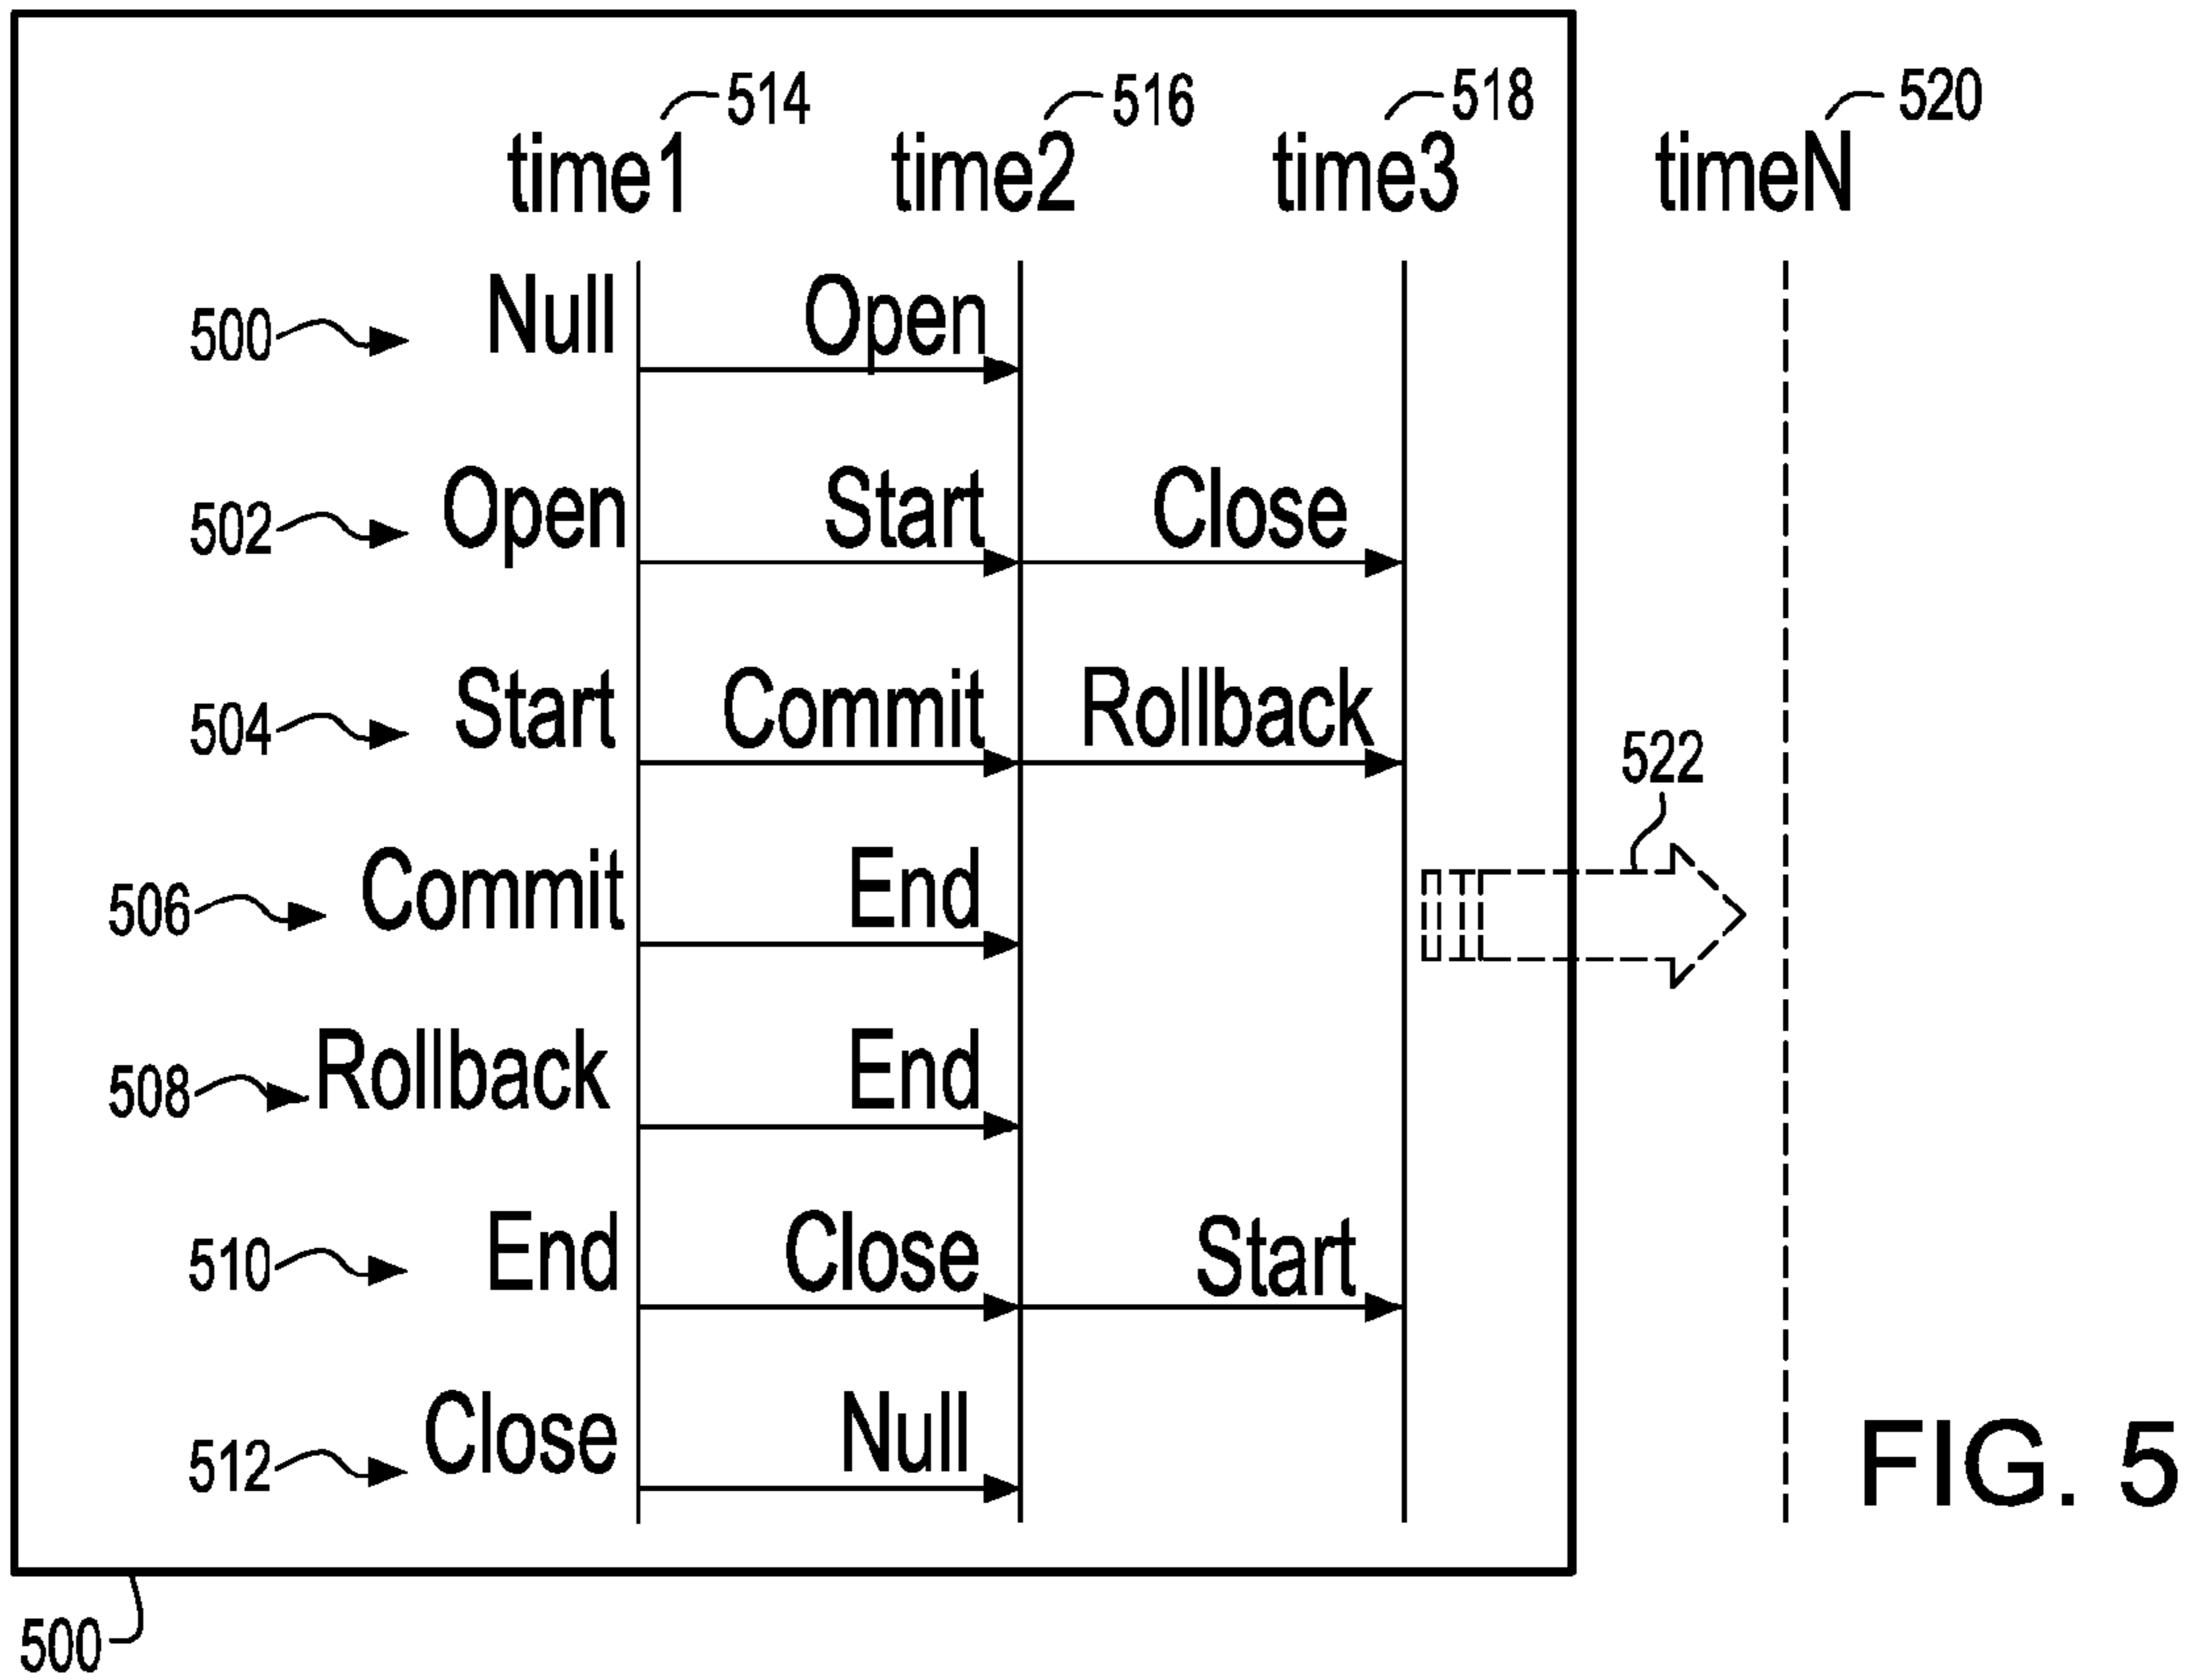 514 516 518 520
time1 time2 time3 timeN
500 Null Open
502 Open Start Close
504 Start Commit Rollback
522
506 Commit End
508 Rollback End
510 End Close Start
512 Close Null
FIG. 5
500